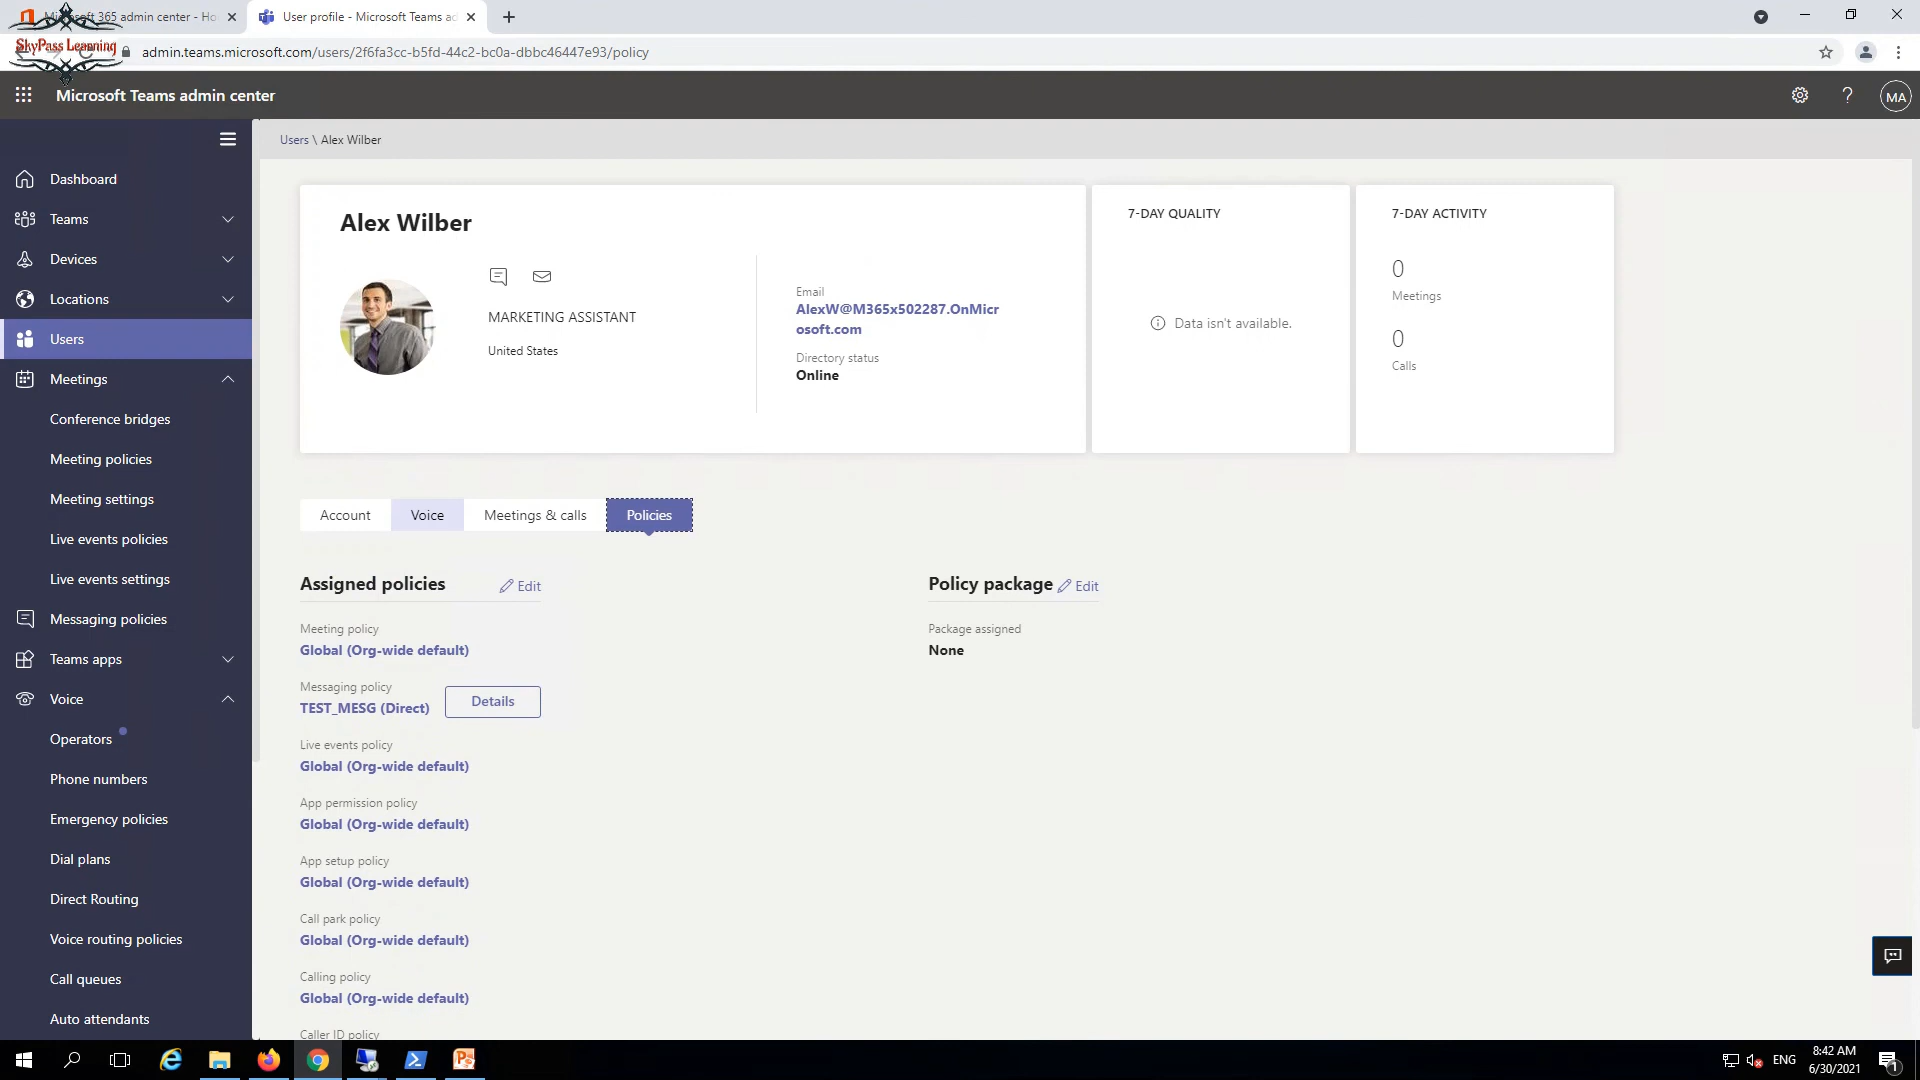 Microsoft 365 admin center - Ho
User profile - Microsoft Teams ad
SkyPass Learning
admin.teams.microsoft.com/users/2f6fa3cc-b5fd-44c2-bc0a-dbbc46447e93/policy
Microsoft Teams admin center
MA
Users \ Alex Wilber
Dashboard
Teams
Devices
Locations
Users
Meetings
Conference bridges
Meeting policies
Meeting settings
Live events policies
Live events settings
Messaging policies
Teams apps
Voice
Operators
Phone numbers
Emergency policies
Dial plans
Direct Routing
Voice routing policies
Call queues
Auto attendants
Alex Wilber
MARKETING ASSISTANT
United States
Email
AlexW@M365x502287.OnMicr
osoft.com
Directory status
Online
7-DAY QUALITY
Data isn't available.
7-DAY ACTIVITY
0
Meetings
0
Calls
Account
Voice
Meetings & calls
Policies
Assigned policies
Edit
Meeting policy
Global (Org-wide default)
Messaging policy
TEST_MESG (Direct)
Details
Live events policy
Global (Org-wide default)
App permission policy
Global (Org-wide default)
App setup policy
Global (Org-wide default)
Call park policy
Global (Org-wide default)
Calling policy
Global (Org-wide default)
Caller ID policy
Policy package
Edit
Package assigned
None
ENG
8:42 AM
6/30/2021
1